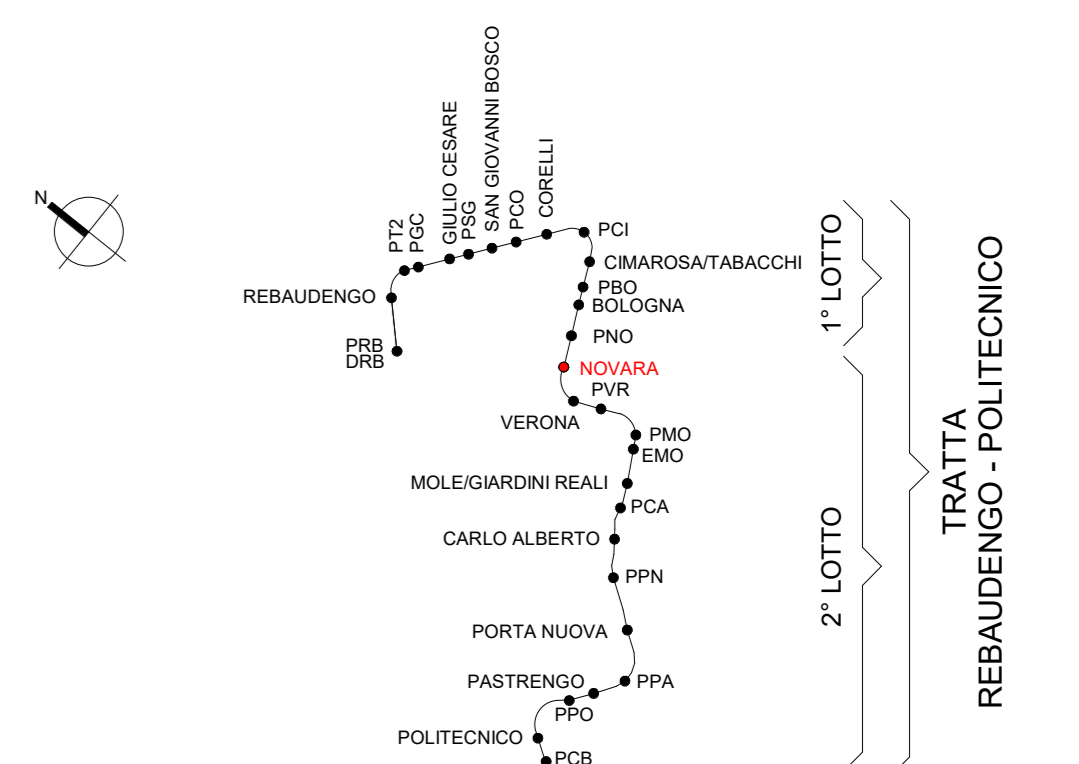 N
PT2
PGC
GIULIO CESARE
PSG
SAN GIOVANNI BOSCO
PCO
CORELLI
PCI
CIMAROSA/TABACCHI
REBAUDENGO
PBO
BOLOGNA
PNO
PRB
DRB
NOVARA
PVR
VERONA
PMO
EMO
MOLE/GIARDINI REALI
PCA
CARLO ALBERTO
PPN
PORTA NUOVA
PASTRENGO
PPA
PPO
POLITECNICO
PCB
1° LOTTO
2° LOTTO
TRATTA
REBAUDENGO - POLITECNICO